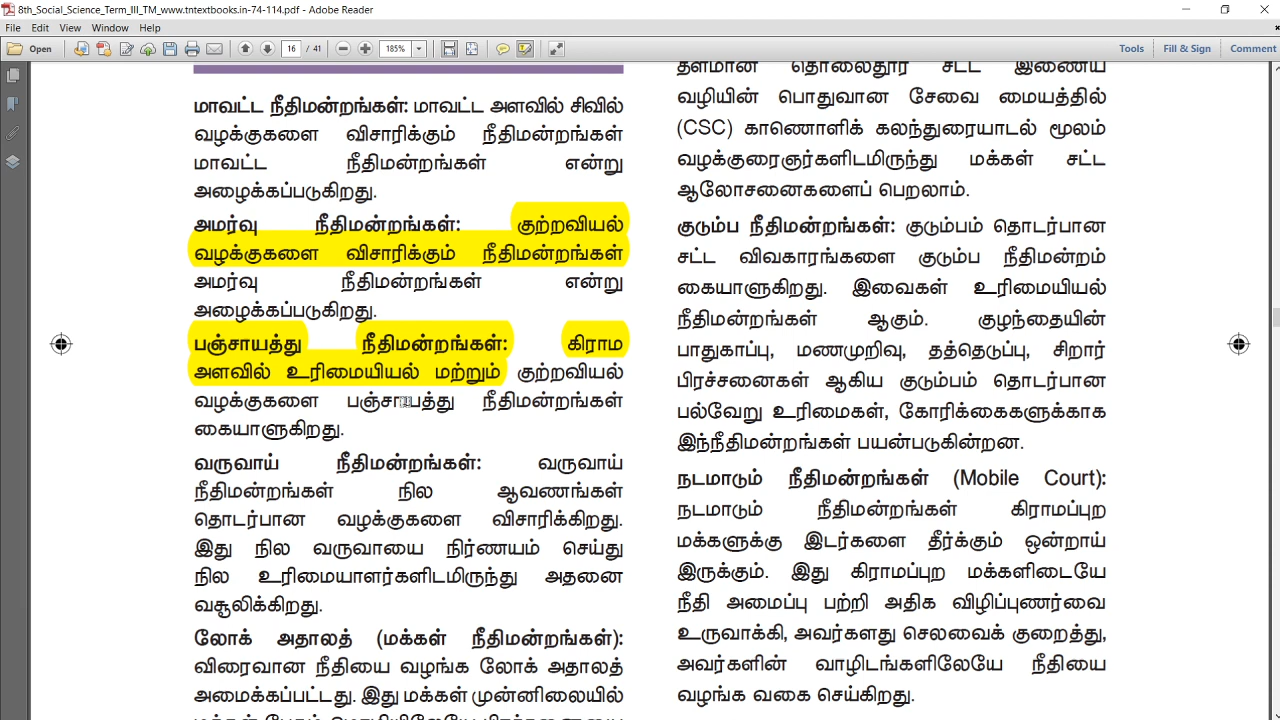 8th_Social_Science_Term_III_TM_www.tntextbooks.in-74-114.pdf - Adobe Reader
File Edit View Window Help
Open 16 / 41 185% Tools Fill & Sign Comment
மாவட்ட நீதிமன்றங்கள்: மாவட்ட அளவில் சிவில்
வழக்குகளை விசாரிக்கும் நீதிமன்றங்கள்
மாவட்ட நீதிமன்றங்கள் என்று
அழைக்கப்படுகிறது.
அமர்வு நீதிமன்றங்கள்: குற்றவியல்
வழக்குகளை விசாரிக்கும் நீதிமன்றங்கள்
அமர்வு நீதிமன்றங்கள் என்று
அழைக்கப்படுகிறது.
பஞ்சாயத்து நீதிமன்றங்கள்: கிராம
அளவில் உரிமையியல் மற்றும் குற்றவியல்
வழக்குகளை பஞ்சாயத்து நீதிமன்றங்கள்
கையாளுகிறது.
வருவாய் நீதிமன்றங்கள்: வருவாய்
நீதிமன்றங்கள் நில ஆவணங்கள்
தொடர்பான வழக்குகளை விசாரிக்கிறது.
இது நில வருவாயை நிர்ணயம் செய்து
நில உரிமையாளர்களிடமிருந்து அதனை
வசூலிக்கிறது.
லோக் அதாலத் (மக்கள் நீதிமன்றங்கள்):
விரைவான நீதியை வழங்க லோக் அதாலத்
அமைக்கப்பட்டது. இது மக்கள் முன்னிலையில்
தளமான தொலைதூர சட்ட இணைய
வழியின் பொதுவான சேவை மையத்தில்
(CSC) காணொளிக் கலந்துரையாடல் மூலம்
வழக்குரைஞர்களிடமிருந்து மக்கள் சட்ட
ஆலோசனைகளைப் பெறலாம்.
குடும்ப நீதிமன்றங்கள்: குடும்பம் தொடர்பான
சட்ட விவகாரங்களை குடும்ப நீதிமன்றம்
கையாளுகிறது. இவைகள் உரிமையியல்
நீதிமன்றங்கள் ஆகும். குழந்தையின்
பாதுகாப்பு, மணமுறிவு, தத்தெடுப்பு, சிறார்
பிரச்சனைகள் ஆகிய குடும்பம் தொடர்பான
பல்வேறு உரிமைகள், கோரிக்கைகளுக்காக
இந்நீதிமன்றங்கள் பயன்படுகின்றன.
நடமாடும் நீதிமன்றங்கள் (Mobile Court):
நடமாடும் நீதிமன்றங்கள் கிராமப்புற
மக்களுக்கு இடர்களை தீர்க்கும் ஒன்றாய்
இருக்கும். இது கிராமப்புற மக்களிடையே
நீதி அமைப்பு பற்றி அதிக விழிப்புணர்வை
உருவாக்கி, அவர்களது செலவைக் குறைத்து,
அவர்களின் வாழிடங்களிலேயே நீதியை
வழங்க வகை செய்கிறது.